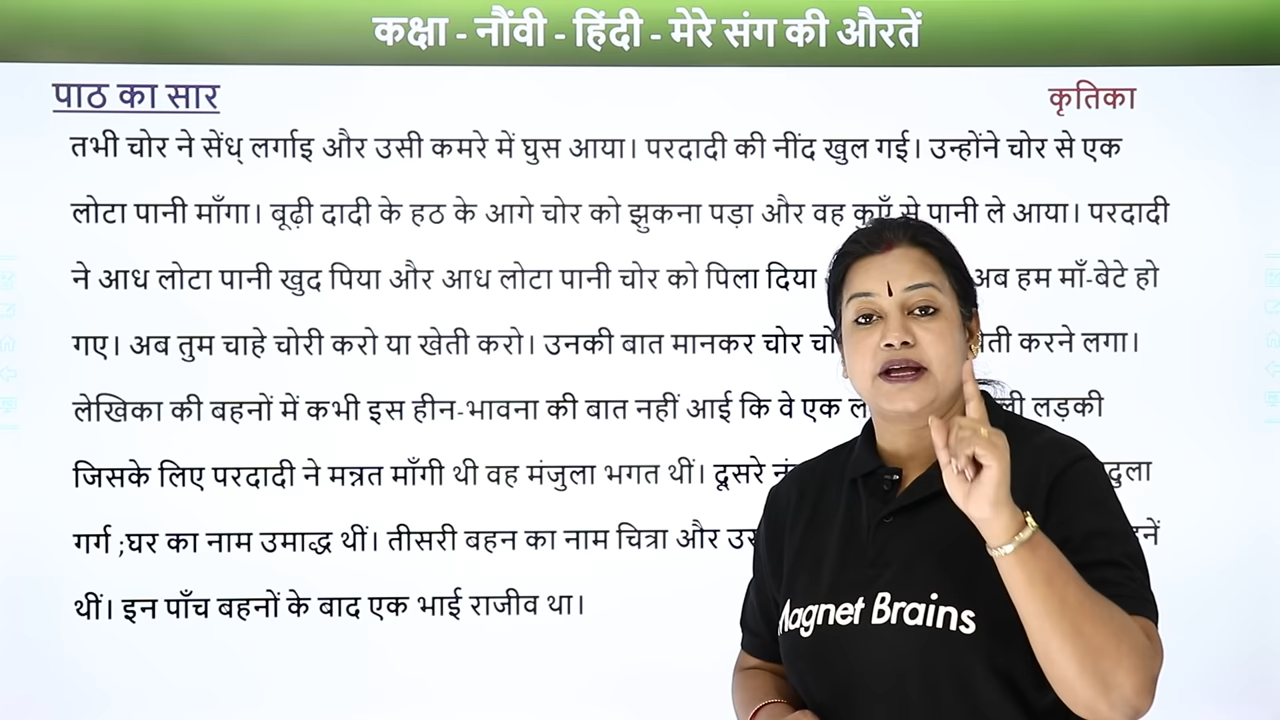 कक्षा - नौंवी - हिंदी - मेरे संग की औरतें
पाठ का सार
कृतिका
तभी चोर ने सेंध् लर्गाइ और उसी कमरे में घुस आया। परदादी की नींद खुल गई। उन्होंने चोर से एक
लोटा पानी माँगा। बूढ़ी दादी के हठ के आगे चोर को झुकना पड़ा और वह कुएँ से पानी ले आया। परदादी
ने आध लोटा पानी खुद पिया और आध लोटा पानी चोर को पिला दिया अब हम माँ-बेटे हो
गए। अब तुम चाहे चोरी करो या खेती करो। उनकी बात मानकर चोर करने लगा।
लेखिका की बहनों में कभी इस हीन-भावना की बात नहीं आई कि वे एक लड़की
जिसके लिए परदादी ने मन्नत माँगी थी वह मंजुला भगत थीं। दूसरे
गर्ग ;घर का नाम उमाद्ध थीं। तीसरी बहन का नाम चित्रा और
थीं। इन पाँच बहनों के बाद एक भाई राजीव था।
Magnet Brains